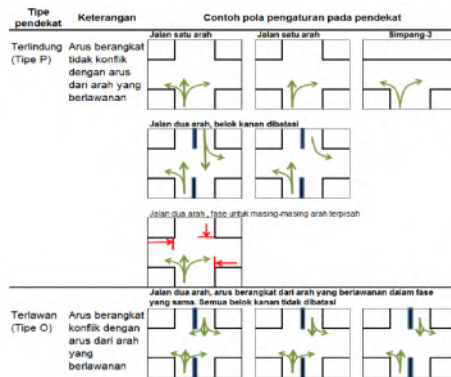 Tipe pendekat
Keterangan
Contoh pola pengaturan pada pendekat
Terlindung (Tipe P)
Arus berangkat tidak konflik dengan arus dari arah yang berlawanan
Jalan satu arah
Jalan satu arah
Simpang-3
Jalan dua arah, belok kanan dibatasi
Jalan dua arah , fase untuk masing-masing arah terpisah
Terlawan (Tipe O)
Arus berangkat konflik dengan arus dari arah yang berlawanan
Jalan dua arah, arus berangkat dari arah yang berlawanan dalam fase
yang sama. Semua belok kanan tidak dibatasi